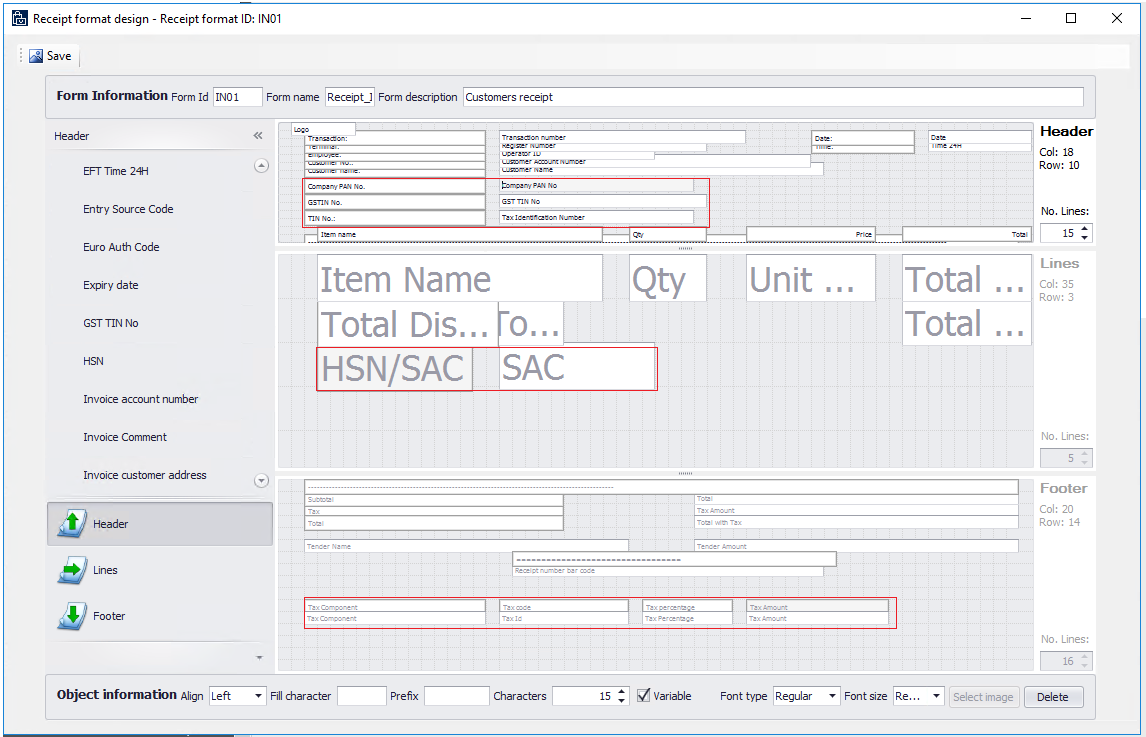 Receipt format design - Receipt format ID: IN01
Save
Form Information Form Id IN01 Form name Receipt_I Form description Customers receipt
Header «
EFT Time 24H
Entry Source Code
Euro Auth Code
Expiry date
GST TIN No
HSN
Invoice account number
Invoice Comment
Invoice customer address
Header
Lines
Footer
Logo
Transaction: Transaction number Date: Date
Terminal: Register Number Time: Time 24H
Employee: Operator ID
Customer No.: Customer Account Number
Customer name: Customer Name
Company PAN No. Company PAN No
GSTIN No. GST TIN No
TIN No.: Tax Identification Number
Item name Qty Price Total
Header
Col: 18
Row: 10
No. Lines:
15
Item Name Qty Unit ... Total ...
Total Dis... To... Total ...
HSN/SAC SAC
Lines
Col: 35
Row: 3
No. Lines:
5
Subtotal Total
Tax Tax Amount
Total Total with Tax
Tender Name Tender Amount
Receipt number bar code
Tax Component Tax code Tax percentage Tax Amount
Tax Component Tax Id Tax Percentage Tax Amount
Footer
Col: 20
Row: 14
No. Lines:
16
Object information Align Left Fill character Prefix Characters 15 Variable Font type Regular Font size Re... Select image Delete